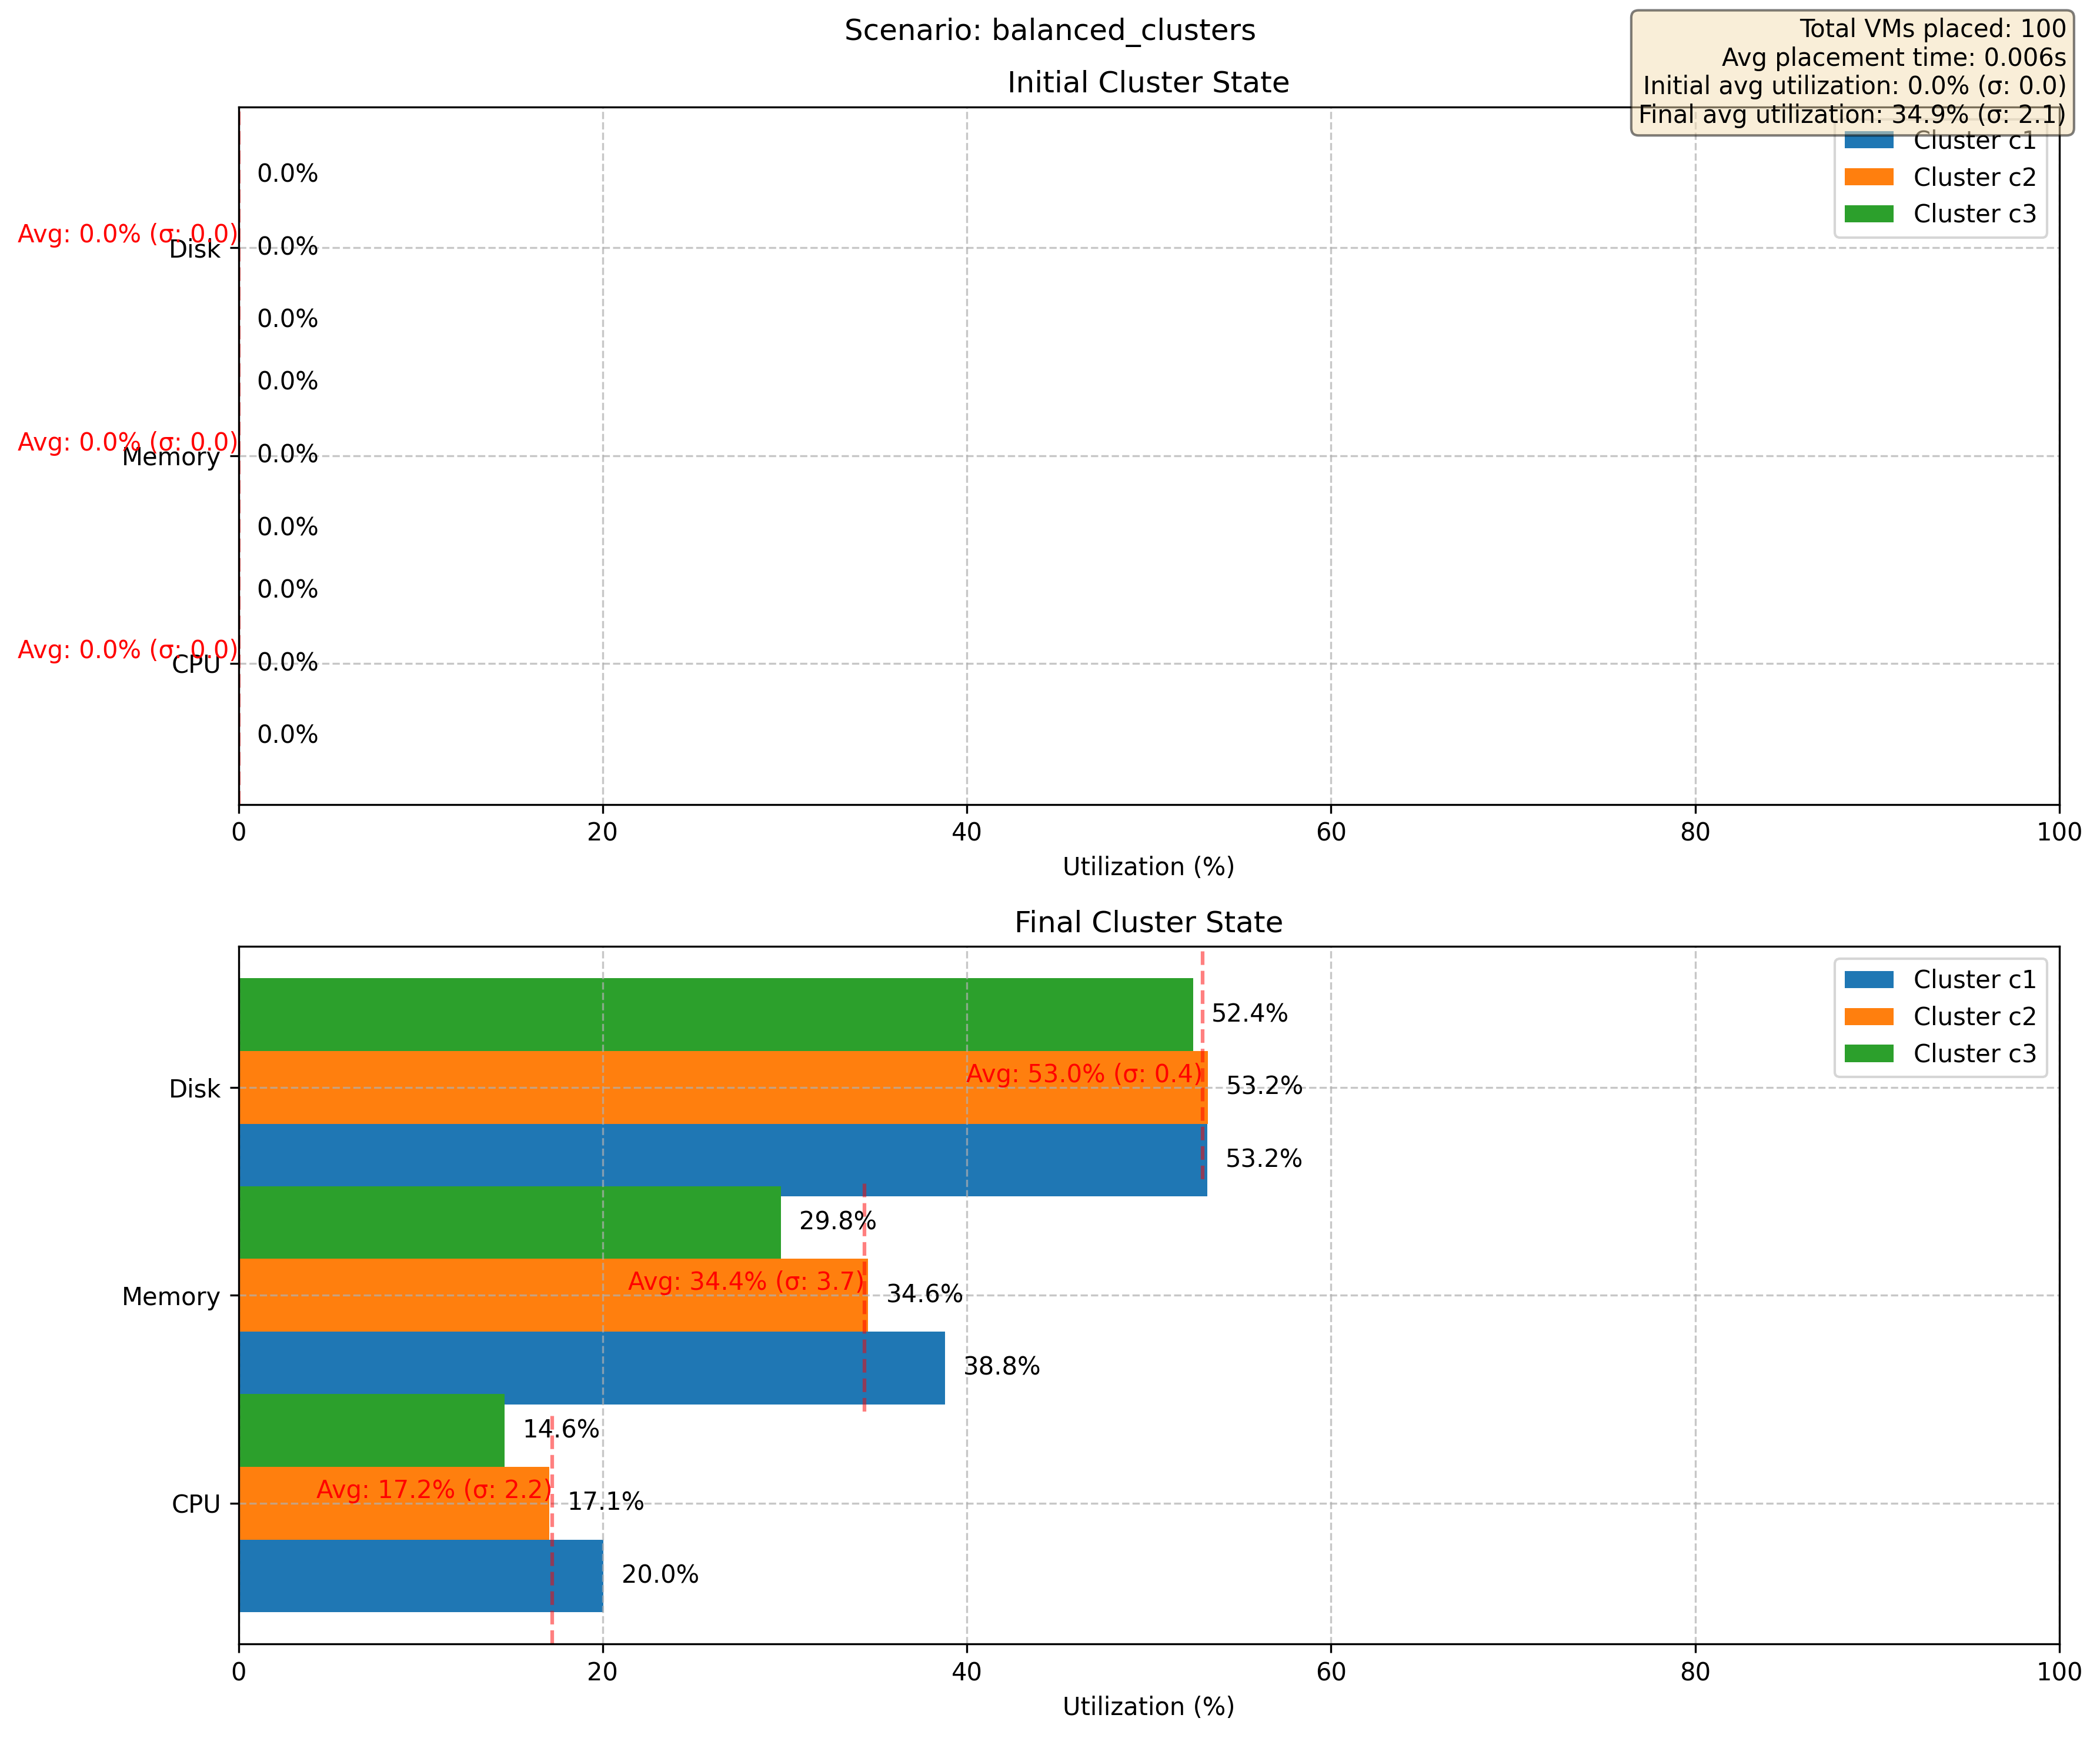 Scenario: balanced_clusters
Total VMs placed: 100
Avg placement time: 0.006s
Initial avg utilization: 0.0% (σ: 0.0)
Final avg utilization: 34.9% (σ: 2.1)
Initial Cluster State
Cluster c1
Cluster c2
Cluster c3
0.0%
Avg: 0.0% (σ: 0.0)
Disk
0.0%
0.0%
0.0%
Avg: 0.0% (σ: 0.0)
Memory
0.0%
0.0%
0.0%
Avg: 0.0% (σ: 0.0)
CPU
0.0%
0.0%
0 20 40 60 80 100
Utilization (%)
Final Cluster State
Cluster c1
Cluster c2
Cluster c3
52.4%
Avg: 53.0% (σ: 0.4)
Disk
53.2%
53.2%
29.8%
Avg: 34.4% (σ: 3.7)
Memory
34.6%
38.8%
14.6%
Avg: 17.2% (σ: 2.2)
CPU
17.1%
20.0%
0 20 40 60 80 100
Utilization (%)